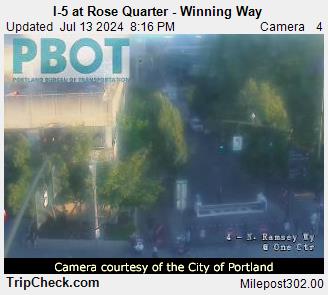 I-5 at Rose Quarter - Winning Way
Updated Jul 13 2024 8:16 PM Camera 4
PBOT
PORTLAND BUREAU OF TRANSPORTATION
4 - N. Ramsey Wy
@ One Ctr
Camera courtesy of the City of Portland
TripCheck.com Milepost302.00